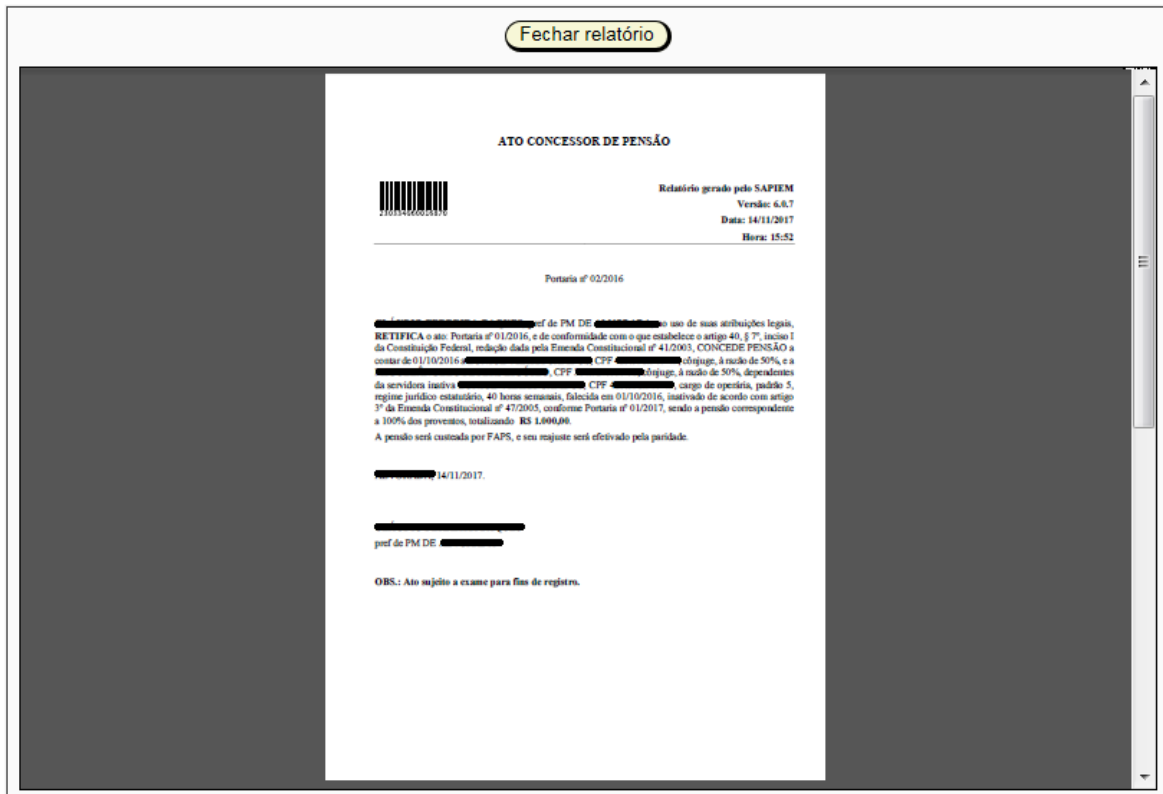 Fechar relatório
ATO CONCESSOR DE PENSÃO
Relatório gerado pelo SAPIEM
Versão: 6.0.7
Data: 14/11/2017
Hora: 15:52
Portaria nº 02/2016
pref de PM DE no uso de suas atribuições legais,
RETIFICA o ato: Portaria nº 01/2016, e de conformidade com o que estabelece o artigo 40, § 7º, inciso I
da Constituição Federal, redação dada pela Emenda Constitucional nº 41/2003, CONCEDE PENSÃO a
contar de 01/10/2016 a , CPF cônjuge, à razão de 50%, e a
, CPF cônjuge, à razão de 50%, dependentes
da servidora inativa , CPF , cargo de operária, padrão 5,
regime jurídico estatutário, 40 horas semanais, falecida em 01/10/2016, inativado de acordo com artigo
3º da Emenda Constitucional nº 47/2005, conforme Portaria nº 01/2017, sendo a pensão correspondente
a 100% dos proventos, totalizando R$ 1.000,00.
A pensão será custeada por FAPS, e seu reajuste será efetivado pela paridade.
14/11/2017.
pref de PM DE
OBS.: Ato sujeito a exame para fins de registro.